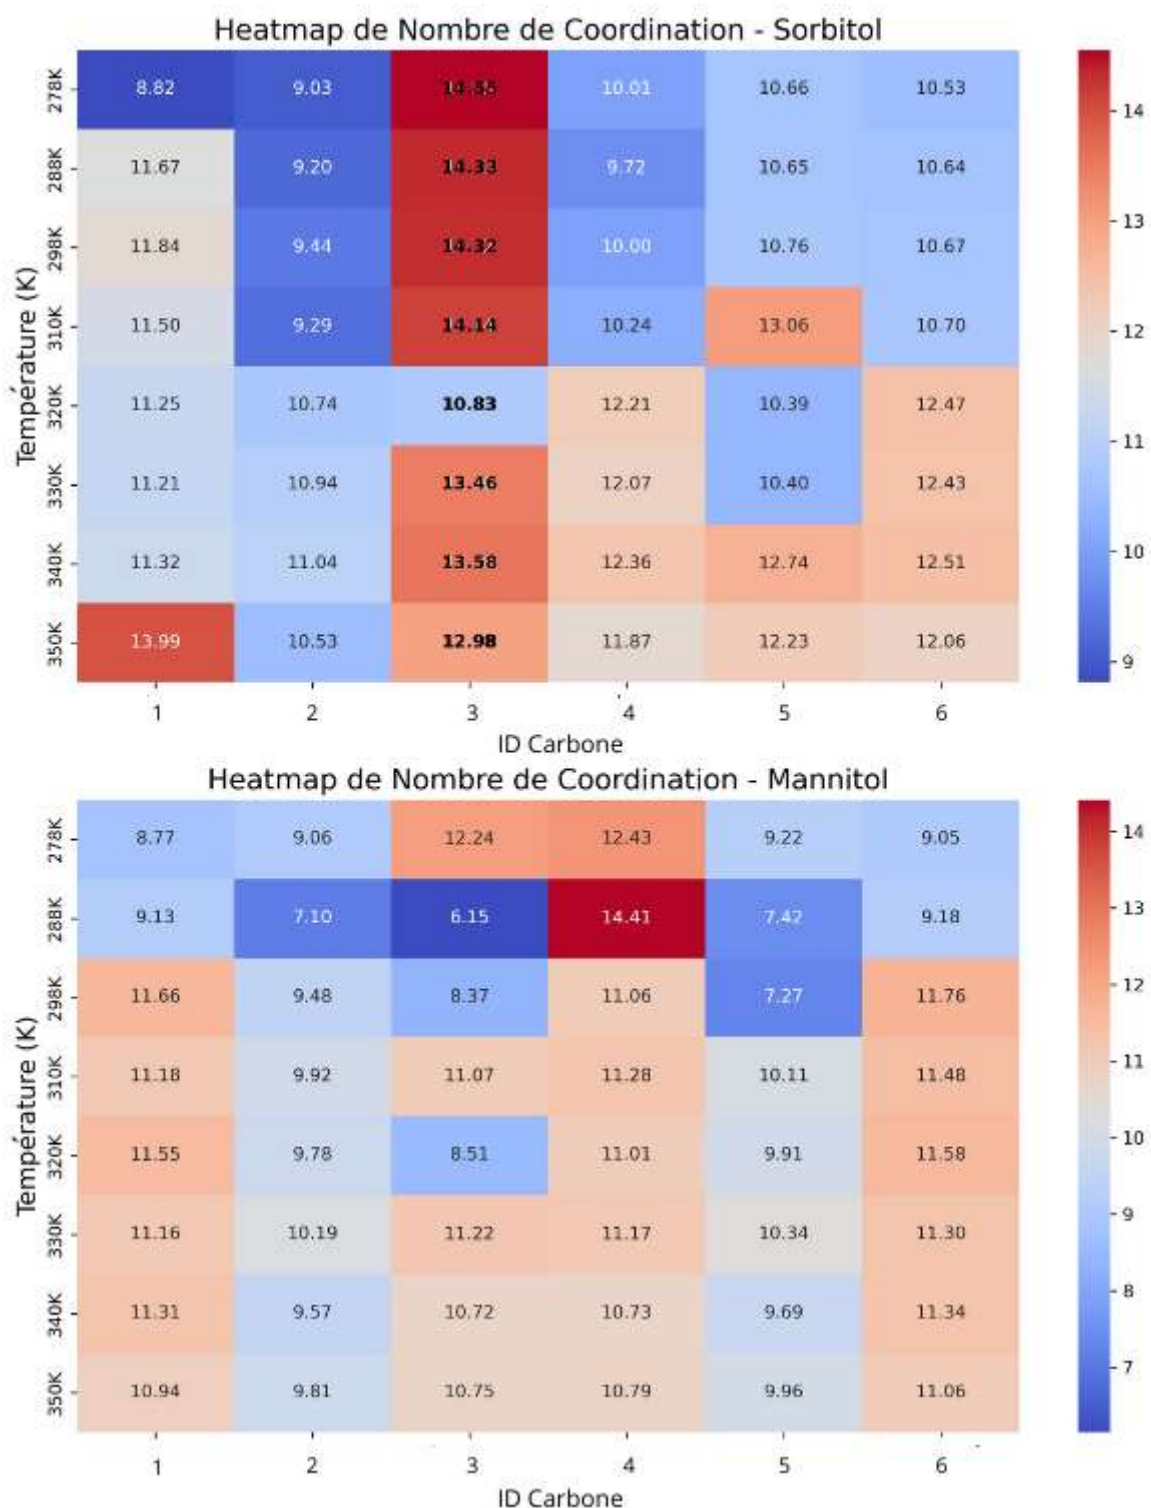 Heatmap de Nombre de Coordination - Sorbitol
278K 8.82 9.03 14.55 10.01 10.66 10.53
288K 11.67 9.20 14.33 9.72 10.65 10.64
298K 11.84 9.44 14.32 10.00 10.76 10.67
310K 11.50 9.29 14.14 10.24 13.06 10.70
320K 11.25 10.74 10.83 12.21 10.39 12.47
330K 11.21 10.94 13.46 12.07 10.40 12.43
340K 11.32 11.04 13.58 12.36 12.74 12.51
350K 13.99 10.53 12.98 11.87 12.23 12.06
Température (K)
1 2 3 4 5 6
ID Carbone
14
13
12
11
10
9
Heatmap de Nombre de Coordination - Mannitol
278K 8.77 9.06 12.24 12.43 9.22 9.05
288K 9.13 7.10 6.15 14.41 7.42 9.18
298K 11.66 9.48 8.37 11.06 7.27 11.76
310K 11.18 9.92 11.07 11.28 10.11 11.48
320K 11.55 9.78 8.51 11.01 9.91 11.58
330K 11.16 10.19 11.22 11.17 10.34 11.30
340K 11.31 9.57 10.72 10.73 9.69 11.34
350K 10.94 9.81 10.75 10.79 9.96 11.06
Température (K)
1 2 3 4 5 6
ID Carbone
14
13
12
11
10
9
8
7